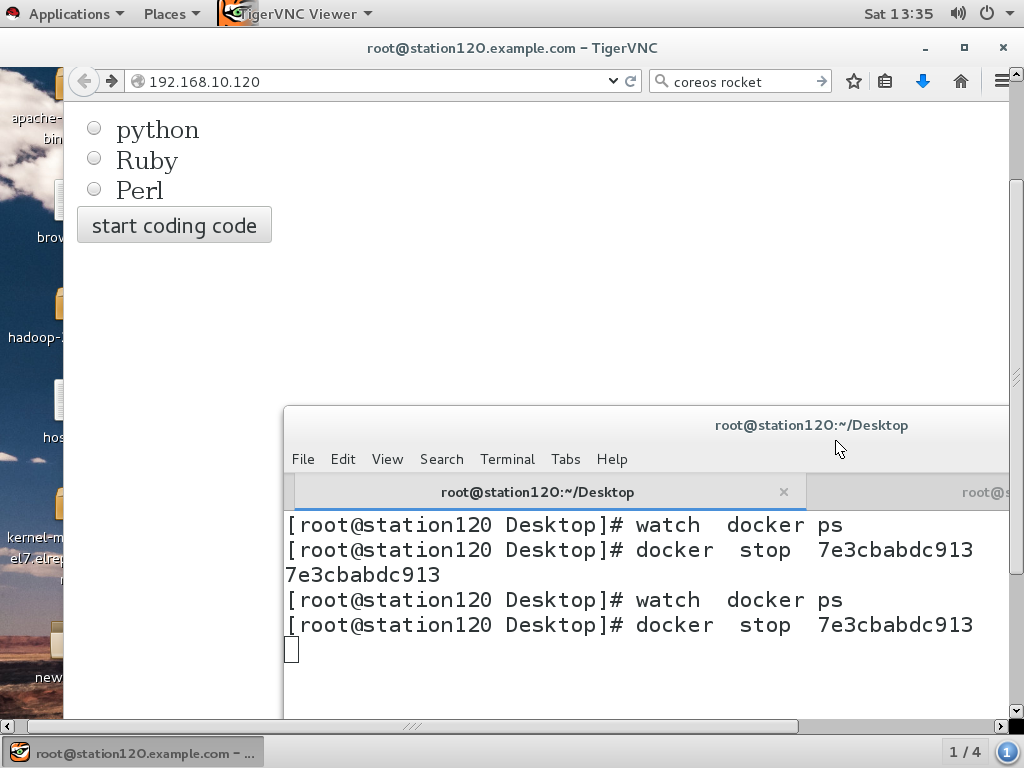 Applications Places TigerVNC Viewer Sat 13:35
root@station120.example.com – TigerVNC
192.168.10.120 coreos rocket
python
Ruby
Perl
start coding code
apache-
bin
brow
hadoop-
hos
kernel-m
el7.elrep
new
root@station120:~/Desktop
File Edit View Search Terminal Tabs Help
root@station120:~/Desktop root@s
[root@station120 Desktop]# watch  docker ps
[root@station120 Desktop]# docker  stop  7e3cbabdc913
7e3cbabdc913
[root@station120 Desktop]# watch  docker ps
[root@station120 Desktop]# docker  stop  7e3cbabdc913
root@station120.example.com – ... 1 / 4 1